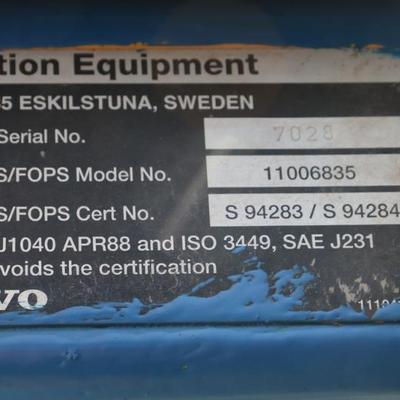 tion Equipment
5 ESKILSTUNA, SWEDEN
Serial No. 7028
S/FOPS Model No. 11006835
S/FOPS Cert No. S 94283 / S 94284
J1040 APR88 and ISO 3449, SAE J231
voids the certification
VO